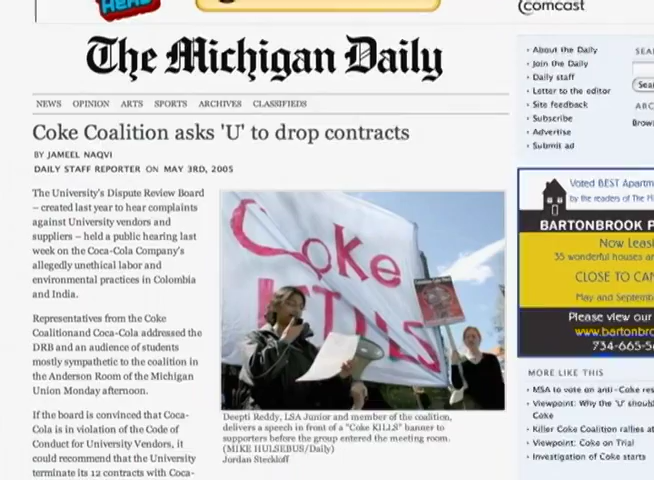 HERD
comcast
The Michigan Daily
NEWS OPINION ARTS SPORTS ARCHIVES CLASSIFIEDS
Coke Coalition asks 'U' to drop contracts
BY JAMEEL NAQVI
DAILY STAFF REPORTER ON MAY 3RD, 2005
The University's Dispute Review Board
– created last year to hear complaints
against University vendors and
suppliers – held a public hearing last
week on the Coca-Cola Company's
allegedly unethical labor and
environmental practices in Colombia
and India.
Representatives from the Coke
Coalitionand Coca-Cola addressed the
DRB and an audience of students
mostly sympathetic to the coalition in
the Anderson Room of the Michigan
Union Monday afternoon.
If the board is convinced that Coca-
Cola is in violation of the Code of
Conduct for University Vendors, it
could recommend that the University
terminate its 12 contracts with Coca-
Coke
KILLS
Deepti Reddy, LSA Junior and member of the coalition,
delivers a speech in front of a "Coke KILLS" banner to
supporters before the group entered the meeting room.
(MIKE HULSEBUS/Daily)
Jordan Steckloff
· About the Daily
· Join the Daily
· Daily staff
· Letter to the editor
· Site feedback
· Subscribe
· Advertise
· Submit ad
SEA
Sea
ARC
Brow
Voted BEST Apartm
by the readers of The Mi
BARTONBROOK P
Now Leasi
35 wonderful houses an
CLOSE TO CAM
May and Septemb
Please view our
www.bartonbro
734-665-5
MORE LIKE THIS
· MSA to vote on anti-Coke res
· Viewpoint: Why the 'U' should
Coke
· Killer Coke Coalition rallies at
· Viewpoint: Coke on Trial
· Investigation of Coke starts